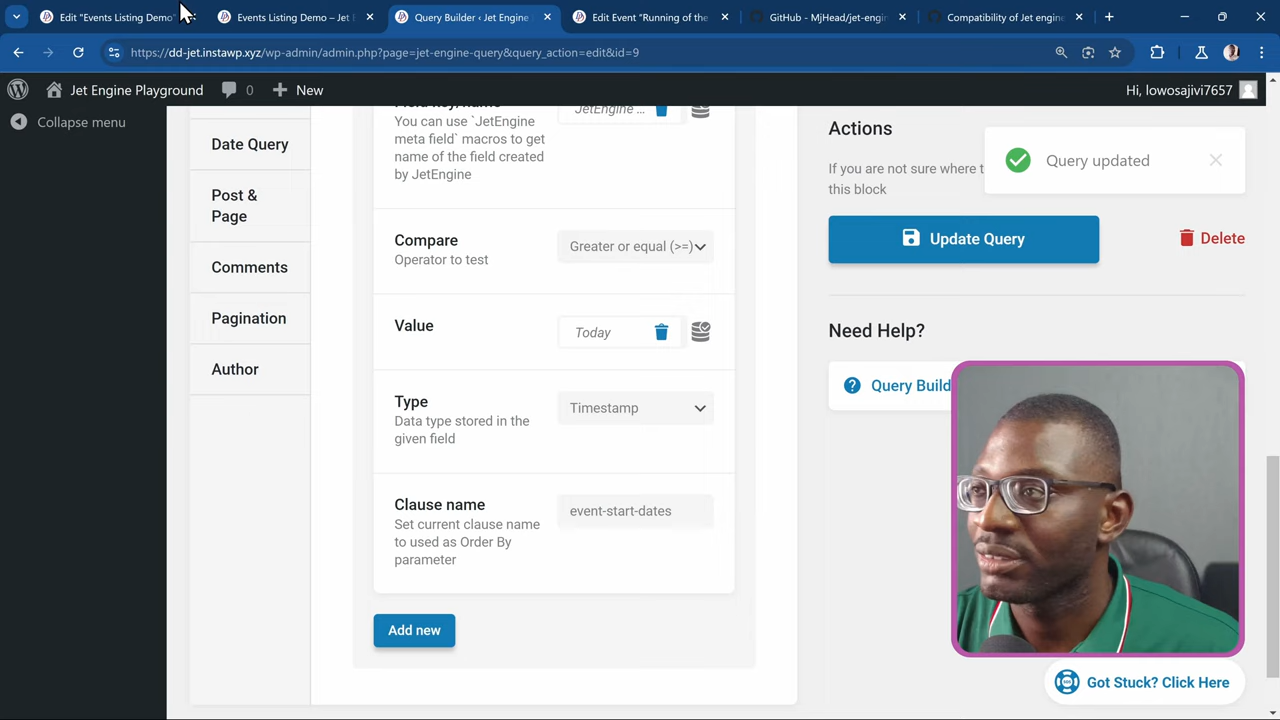 Edit "Events Listing Demo"
Events Listing Demo – Jet
Query Builder ‹ Jet Engine
Edit Event "Running of the
GitHub - MjHead/jet-engin
Compatibility of Jet engine
https://dd-jet.instawp.xyz/wp-admin/admin.php?page=jet-engine-query&query_action=edit&id=9
Jet Engine Playground
0
New
Hi, lowosajivi7657
Collapse menu
Date Query
Post &
Page
Comments
Pagination
Author
JetEngine ...
You can use `JetEngine
meta field` macros to get
name of the field created
by JetEngine
Compare
Operator to test
Greater or equal (>=)
Value
Today
Type
Data type stored in the
given field
Timestamp
Clause name
Set current clause name
to used as Order By
parameter
event-start-dates
Add new
Actions
If you are not sure where t
this block
Query updated
Update Query
Delete
Need Help?
Query Build
Got Stuck? Click Here